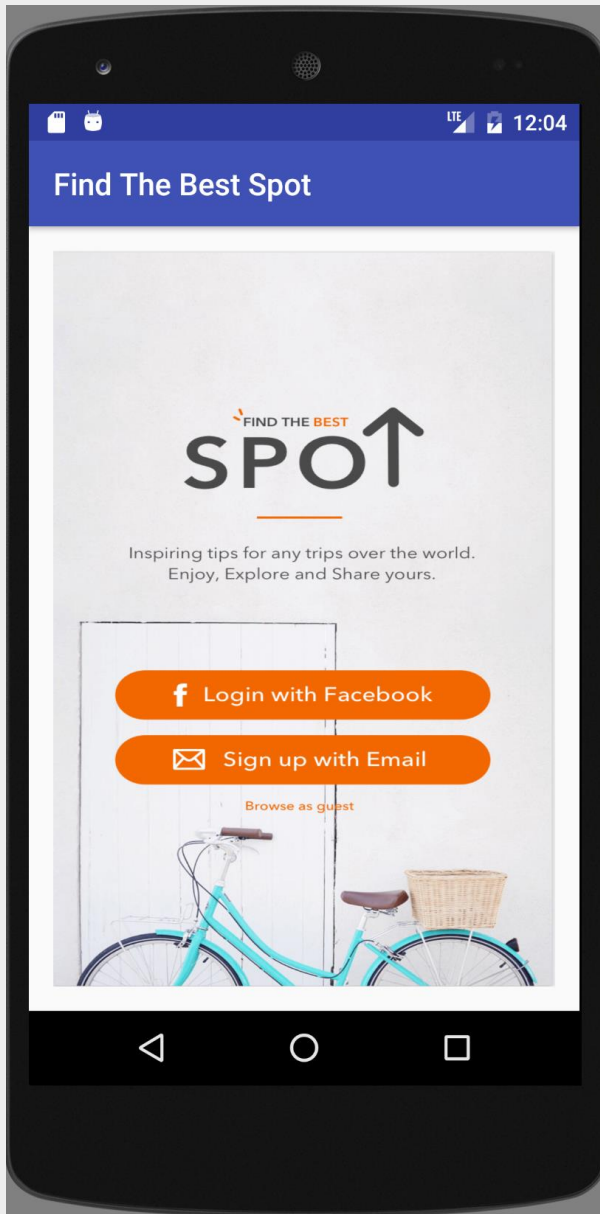 LTE 12:04
Find The Best Spot
FIND THE BEST
SPOT
Inspiring tips for any trips over the world.
Enjoy, Explore and Share yours.
f Login with Facebook
Sign up with Email
Browse as guest